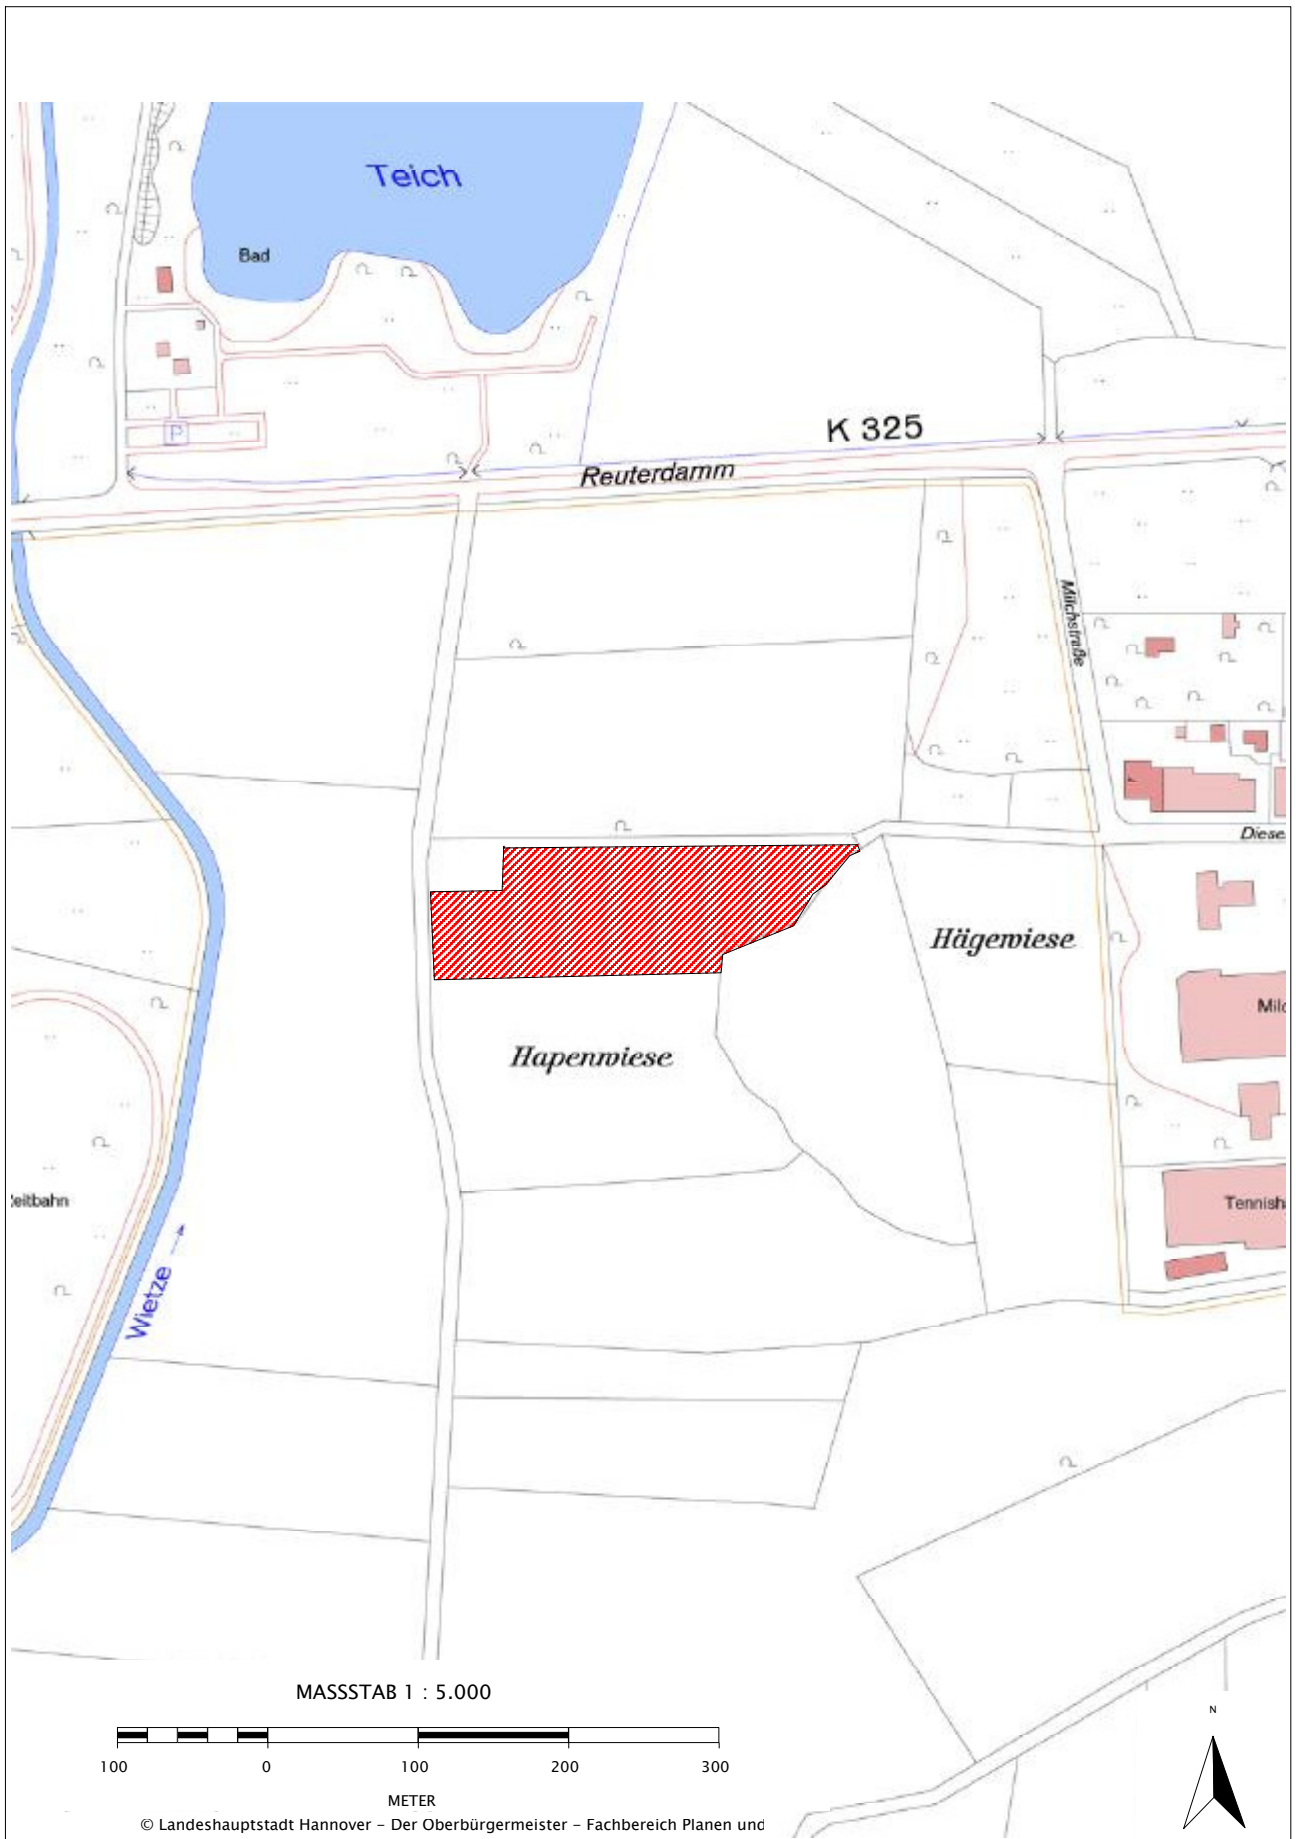 Teich
Bad
P
K 325
Reuterdamm
Milchstraße
Diese
Hägewiese
Milc
Hapenwiese
eitbahn
Tennish
Wietze
MASSSTAB 1 : 5.000
100 0 100 200 300
METER
N
© Landeshauptstadt Hannover - Der Oberbürgermeister - Fachbereich Planen und